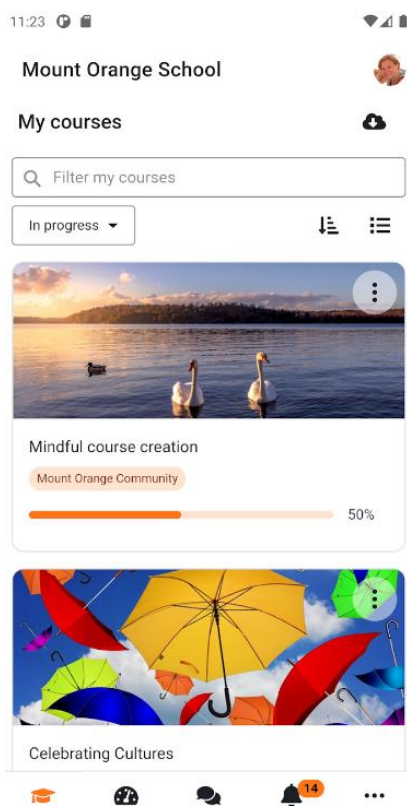 11:23
Mount Orange School
My courses
Filter my courses
In progress
Mindful course creation
Mount Orange Community
50%
Celebrating Cultures
14